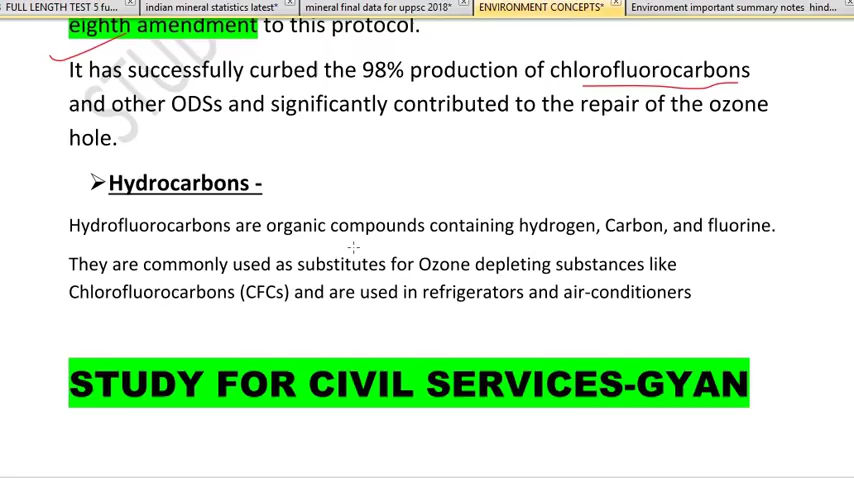 FULL LENGTH TEST 5 fu... indian mineral statistics latest* mineral final data for uppsc 2018* ENVIRONMENT CONCEPTS* Environment important summary notes hind...
eighth amendment to this protocol.
It has successfully curbed the 98% production of chlorofluorocarbons
and other ODSs and significantly contributed to the repair of the ozone
hole.
➢Hydrocarbons -
Hydrofluorocarbons are organic compounds containing hydrogen, Carbon, and fluorine.
They are commonly used as substitutes for Ozone depleting substances like
Chlorofluorocarbons (CFCs) and are used in refrigerators and air-conditioners
STUDY FOR CIVIL SERVICES-GYAN
STUD